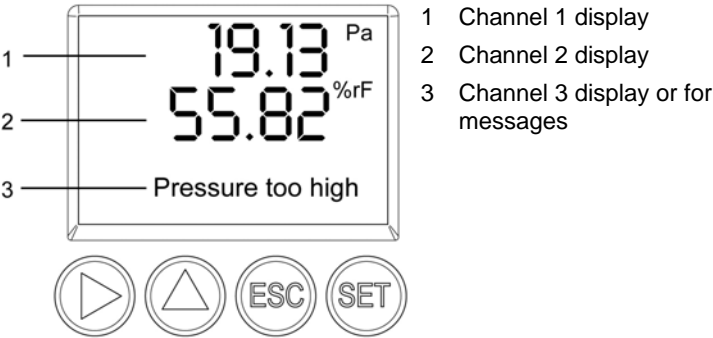 19.13 Pa
1
55.82 %rF
2
3
Pressure too high
ESC
SET
1 Channel 1 display
2 Channel 2 display
3 Channel 3 display or for
messages